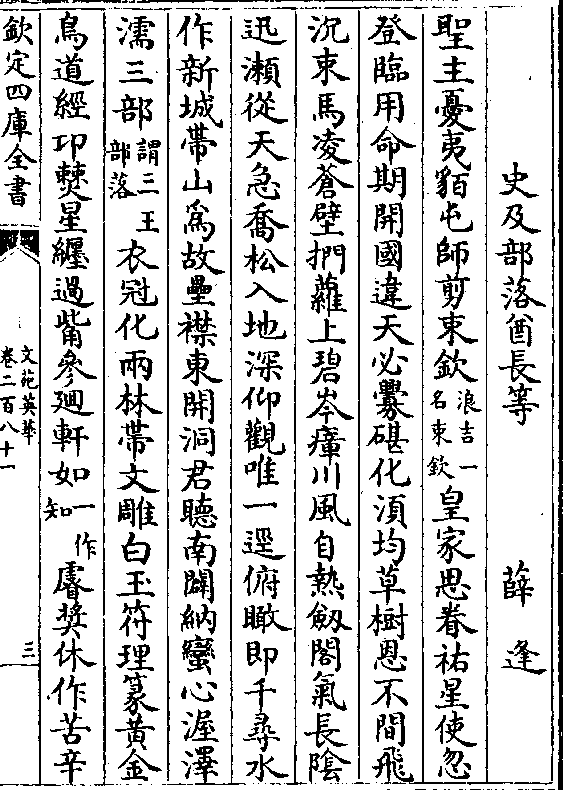 史及部落酋長等　薛逢
聖主憂夷貊屯師剪東欽浪吉一名東欽皇家思眷祐星使忽
登臨用命期開國違天必釁碪化須均草樹恩不間飛
沉束馬凌蒼壁捫蘿上碧岑瘴川風自熱劔閣氣長陰
迅瀬從天急喬松入地深仰觀唯一逕俯瞰即千尋水
作新城帶山爲故壘襟東開洞君聽南闢納蠻心渥澤
濡三部謂三王部落衣冠化兩林帶文雕白玉符理篆黃金
鳥道經卭僰星纏過觜參廻軒如一作知睿奬休作苦辛
欽定四庫全書
文苑英華
卷二百八十一
三